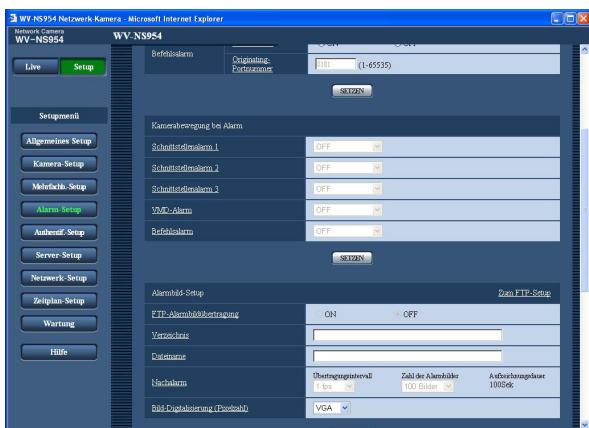 WV-NS954 Netzwerk-Kamera - Microsoft Internet Explorer
Network Camera
WV-NS954
WV-NS954
Live
Setup
Setupmenü
Allgemeines Setup
Kamera-Setup
Mehrfachb.-Setup
Alarm-Setup
Authentif.-Setup
Server-Setup
Netzwerk-Setup
Zeitplan-Setup
Wartung
Hilfe
Befehlsalarm
Originating-
Portnummer
(1-65535)
SETZEN
Kamerabewegung bei Alarm
Schnittstellenalarm 1
OFF
Schnittstellenalarm 2
OFF
Schnittstellenalarm 3
OFF
VMD-Alarm
OFF
Befehlsalarm
OFF
SETZEN
Alarmbild-Setup
Zum FTP-Setup
FTP-Alarmbildübertragung
ON
OFF
Verzeichnis
Dateiname
Nachalarm
Übertragungsintervall
Zahl der Alarmbilder
Aufzeichnungsdauer
1 fps
100 Bilder
100Sek
Bild-Digitalisierung (Pixelzahl)
VGA